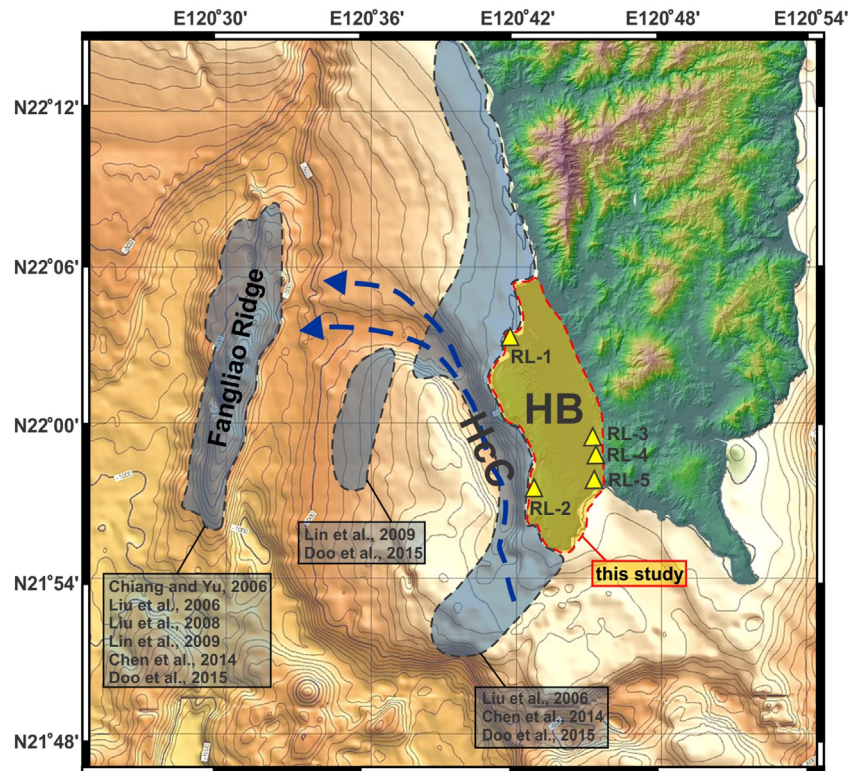 E120°30' E120°36' E120°42' E120°48' E120°54'
N22°12'
N22°06'
N22°00'
N21°54'
N21°48'
Fangliao Ridge
HcC
HB
RL-1
RL-3
RL-4
RL-5
RL-2
this study
Lin et al., 2009
Doo et al., 2015
Chiang and Yu, 2006
Liu et al., 2006
Liu et al., 2008
Lin et al., 2009
Chen et al., 2014
Doo et al., 2015
Liu et al., 2006
Chen et al., 2014
Doo et al., 2015